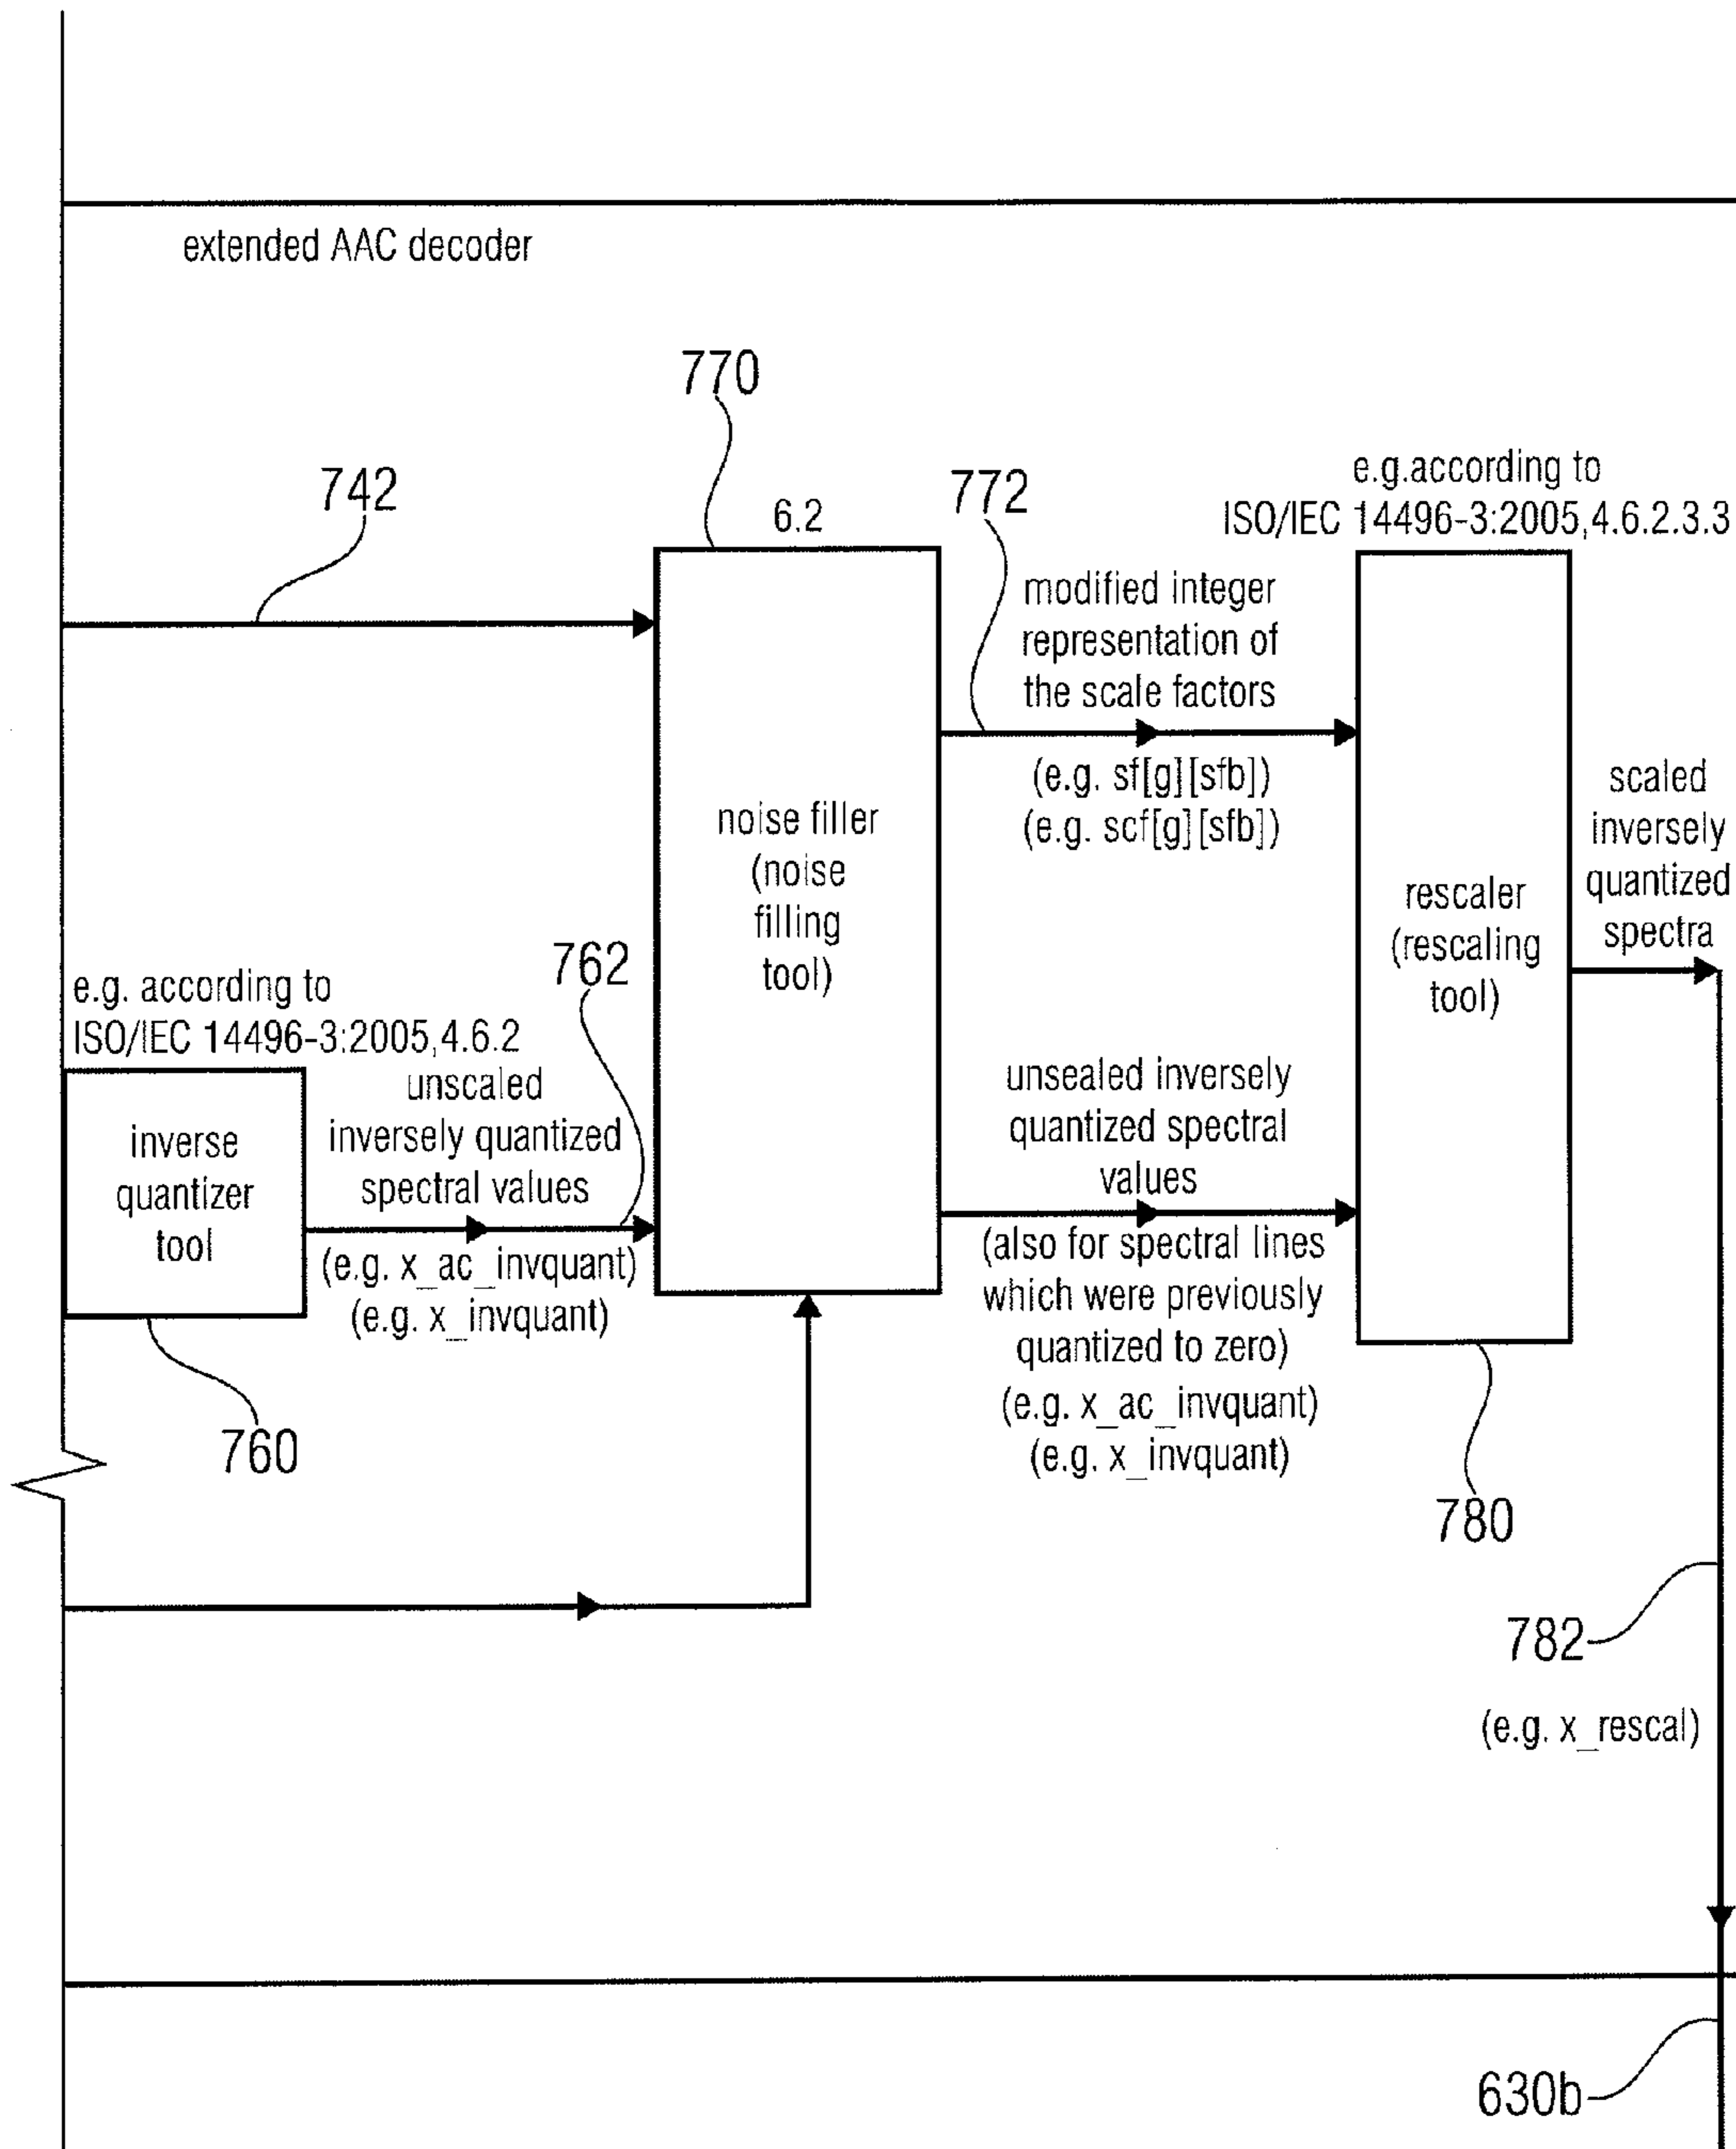 extended AAC decoder
770
742
6.2
772
e.g.according to
ISO/IEC 14496-3:2005,4.6.2.3.3
modified integer
representation of
the scale factors
(e.g. sf[g][sfb])
(e.g. scf[g][sfb])
noise filler
(noise
filling
tool)
scaled
inversely
quantized
spectra
rescaler
(rescaling
tool)
762
e.g. according to
ISO/IEC 14496-3:2005,4.6.2
inverse
quantizer
tool
unscaled
inversely quantized
spectral values
(e.g. x_ac_invquant)
(e.g. x_invquant)
unsealed inversely
quantized spectral
values
(also for spectral lines
which were previously
quantized to zero)
(e.g. x_ac_invquant)
(e.g. x_invquant)
760
780
782
(e.g. x_rescal)
630b